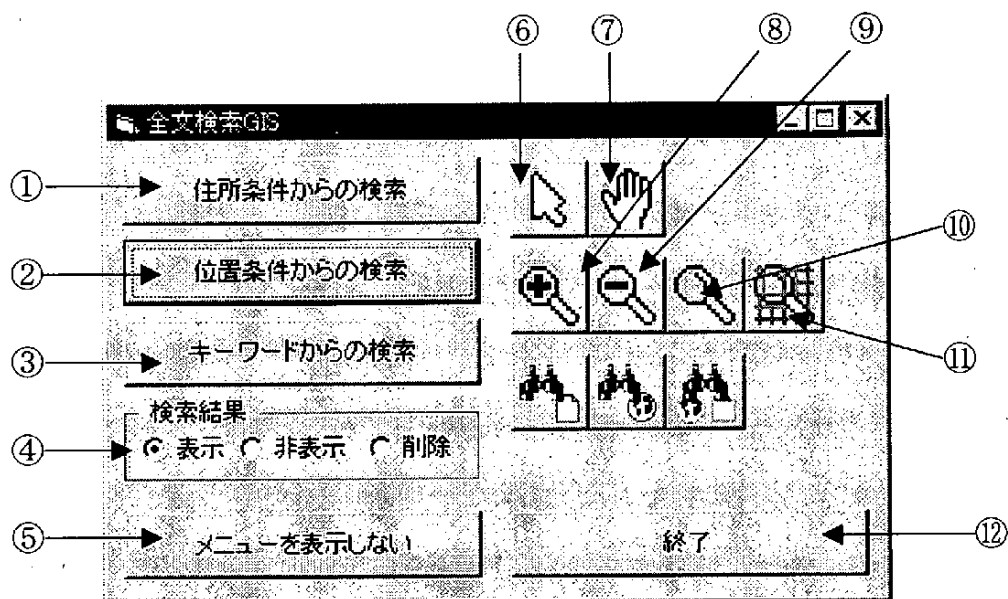 ⑥ ⑦ ⑧ ⑨
全文検索GIS
① 住所条件からの検索
⑩
② 位置条件からの検索
③ キーワードからの検索
⑪
検索結果
④ 表示 非表示 削除
⑤ メニューを表示しない 終了 ⑫